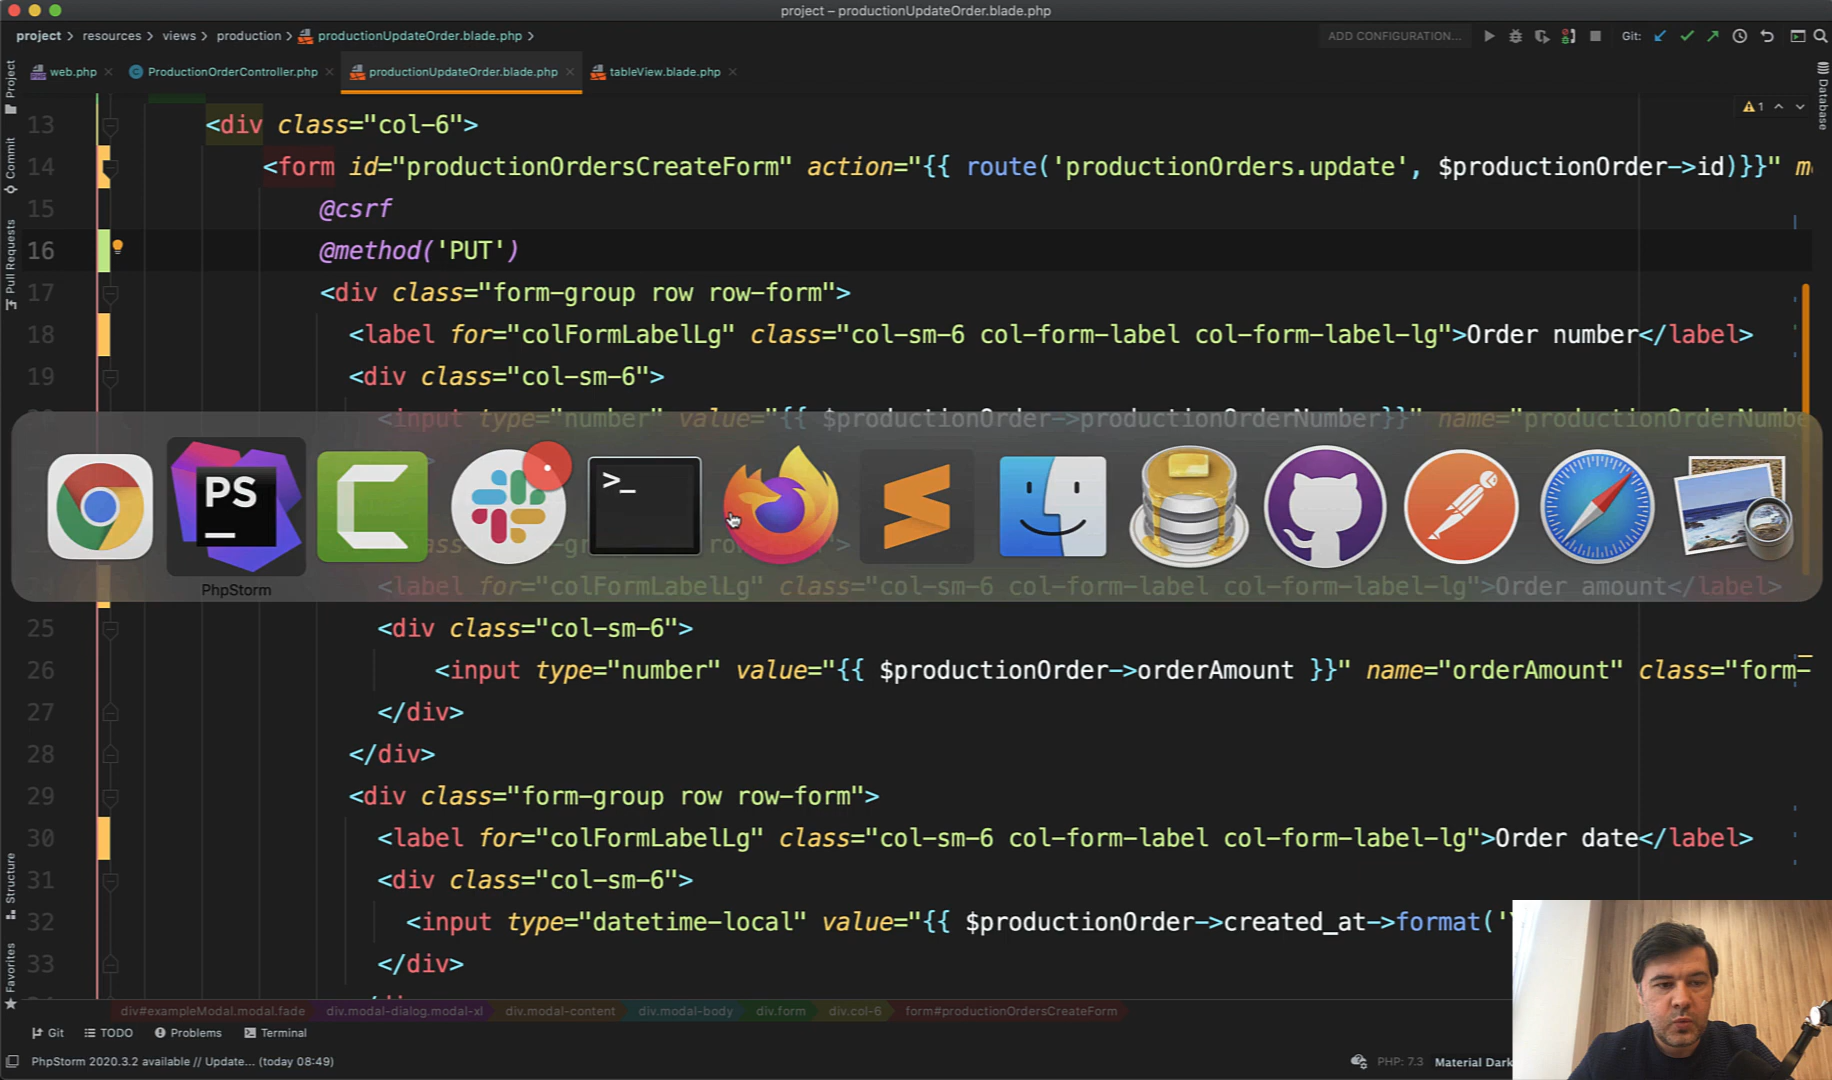 project – productionUpdateOrder.blade.php
project > resources > views > production > productionUpdateOrder.blade.php >
ADD CONFIGURATION...
Git:
web.php
ProductionOrderController.php
productionUpdateOrder.blade.php
tableView.blade.php
Project
Commit
Pull Requests
Structure
Favorites
Database
1
13 <div class="col-6">
14 <form id="productionOrdersCreateForm" action="{{ route('productionOrders.update', $productionOrder->id)}}" m
15 @csrf
16 @method('PUT')
17 <div class="form-group row row-form">
18 <label for="colFormLabelLg" class="col-sm-6 col-form-label col-form-label-lg">Order number</label>
19 <div class="col-sm-6">
<input type="number" value="{{ $productionOrder->productionOrderNumber}}" name="productionOrderNumbe
PS
>_
PhpStorm
<label for="colFormLabelLg" class="col-sm-6 col-form-label col-form-label-lg">Order amount</label>
25 <div class="col-sm-6">
26 <input type="number" value="{{ $productionOrder->orderAmount }}" name="orderAmount" class="form-
27 </div>
28 </div>
29 <div class="form-group row row-form">
30 <label for="colFormLabelLg" class="col-sm-6 col-form-label col-form-label-lg">Order date</label>
31 <div class="col-sm-6">
32 <input type="datetime-local" value="{{ $productionOrder->created_at->format('
33 </div>
div#exampleModal.modal.fade
div.modal-dialog.modal-xl
div.modal-content
div.modal-body
div.form
div.col-6
form#productionOrdersCreateForm
Git
TODO
Problems
Terminal
PhpStorm 2020.3.2 available // Update... (today 08:49)
PHP: 7.3
Material Dark